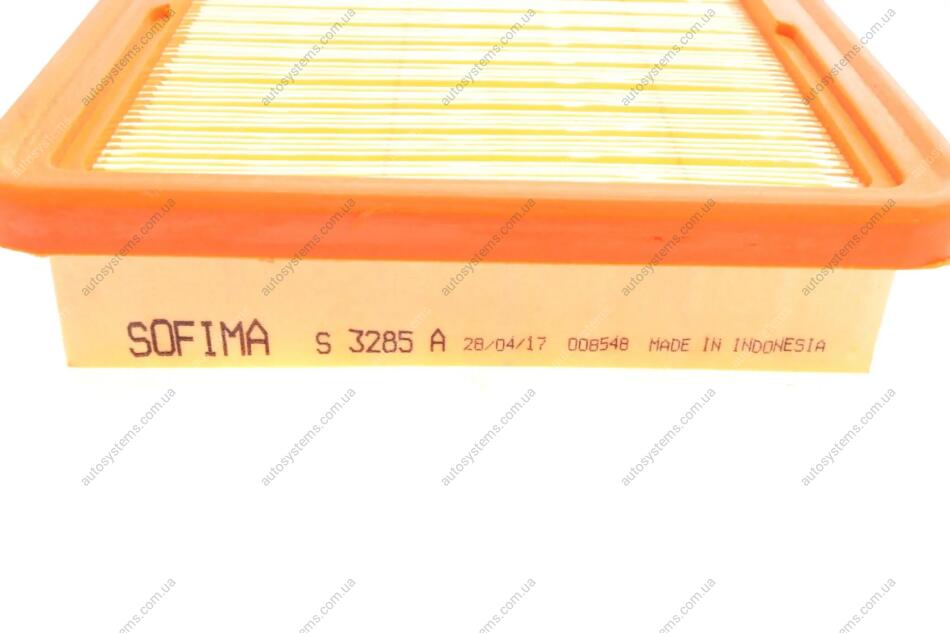 SOFIMA S 3285 A 28/04/17 008548 MADE IN INDONESIA
autosystems.com.ua